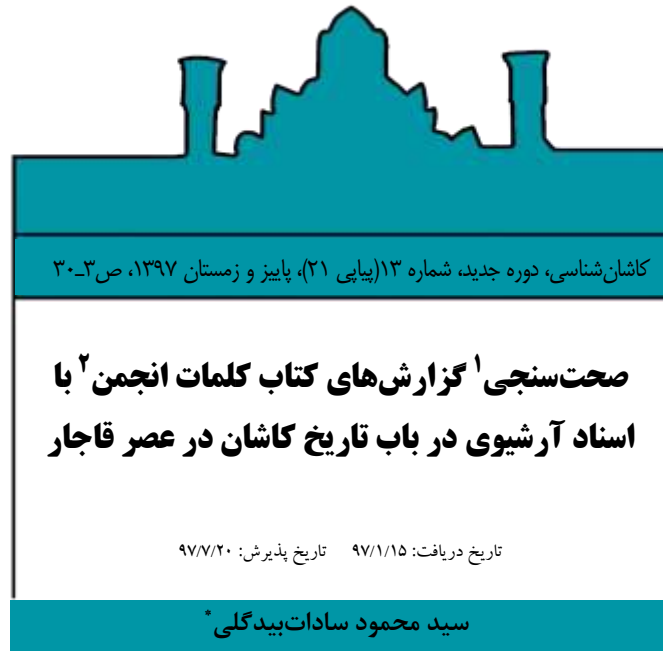 کاشان‌شناسی، دوره جدید، شماره ۱۳(پیاپی ۲۱)، پاییز و زمستان ۱۳۹۷، ص۳ـ۳۰
صحت‌سنجی۱ گزارش‌های کتاب کلمات انجمن۲ با
اسناد آرشیوی در باب تاریخ کاشان در عصر قاجار
تاریخ دریافت: ۹۷/۱/۱۵ تاریخ پذیرش: ۹۷/۷/۲۰
سید محمود سادات‌بیدگلی*